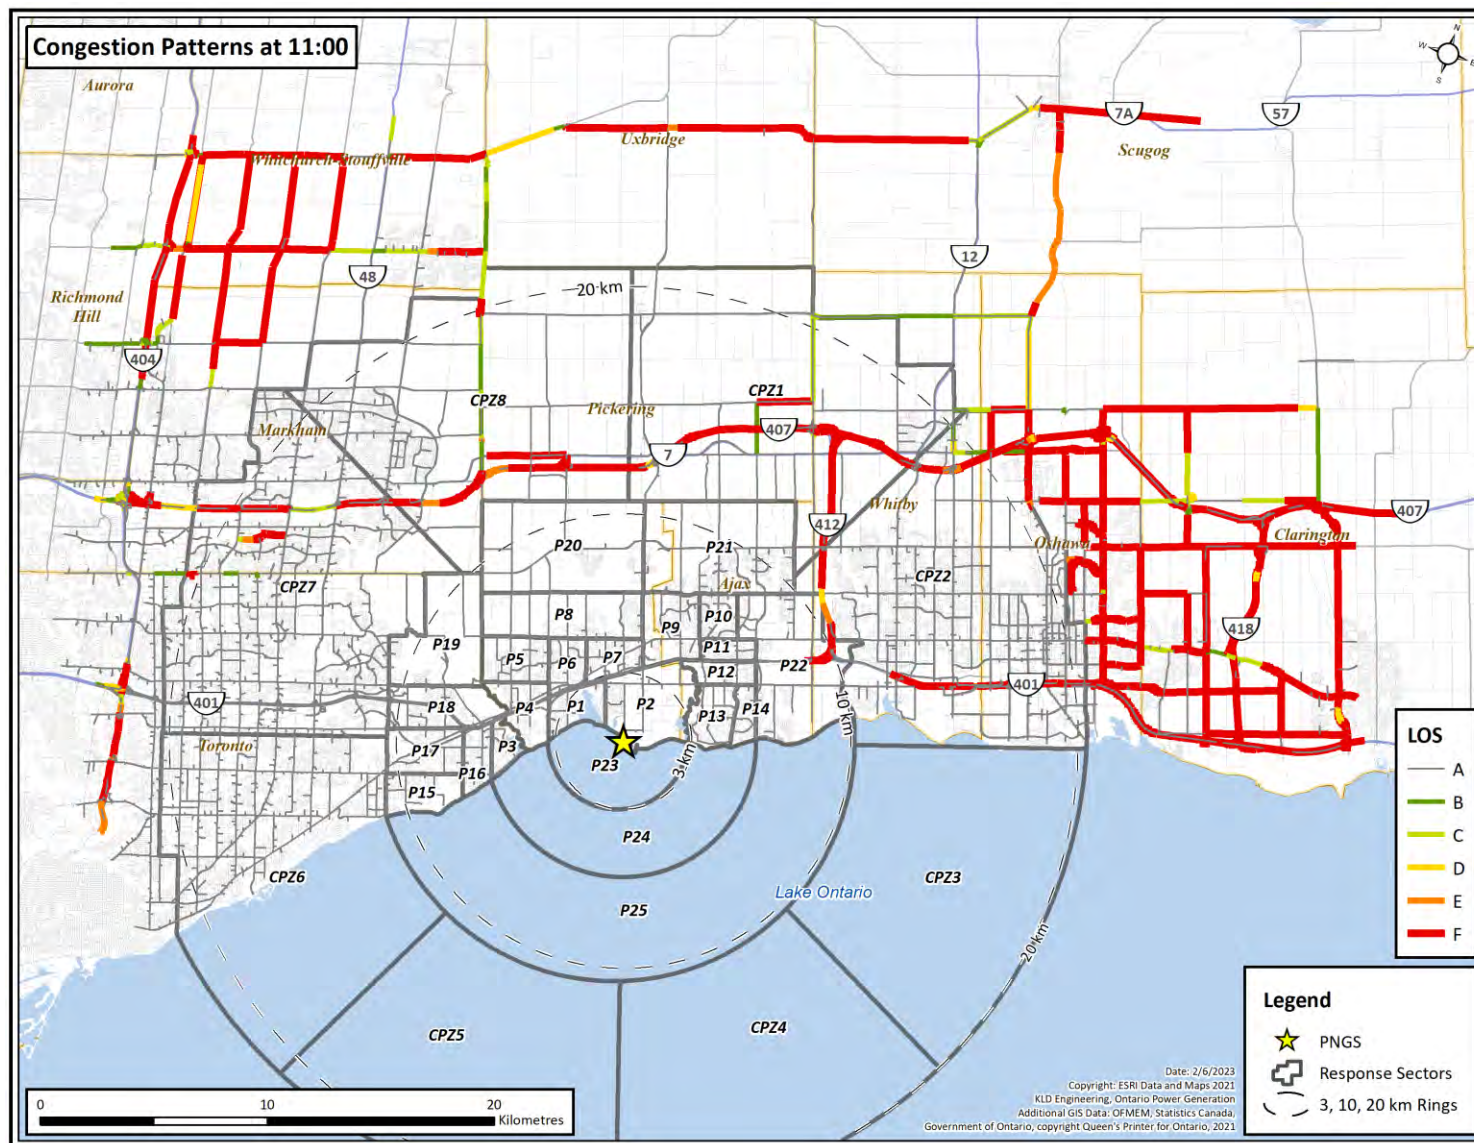 Congestion Patterns at 11:00
N
W
E
S
Aurora
7A
57
Uxbridge
Whitchurch-Stouffville
Scugog
12
48
20 km
Richmond
Hill
404
CPZ8
CPZ1
Pickering
Markham
407
7
Whitby
412
407
P20
P21
Oshawa
Clarington
CPZ7
Ajax
CPZ2
P8
P9
P10
P19
P11
418
P5
P6
P7
P12
P22
401
401
P18
P4
P1
P2
P13
P14
10 km
Toronto
P17
P3
P23
3 km
P16
P15
P24
LOS
A
B
C
D
E
F
CPZ6
Lake Ontario
CPZ3
P25
20 km
CPZ5
CPZ4
Legend
PNGS
Response Sectors
3, 10, 20 km Rings
Date: 2/6/2023
Copyright: ESRI Data and Maps 2021
KLD Engineering, Ontario Power Generation
Additional GIS Data: OFMEM, Statistics Canada,
Government of Ontario, copyright Queen's Printer for Ontario, 2021
0 10 20
Kilometres